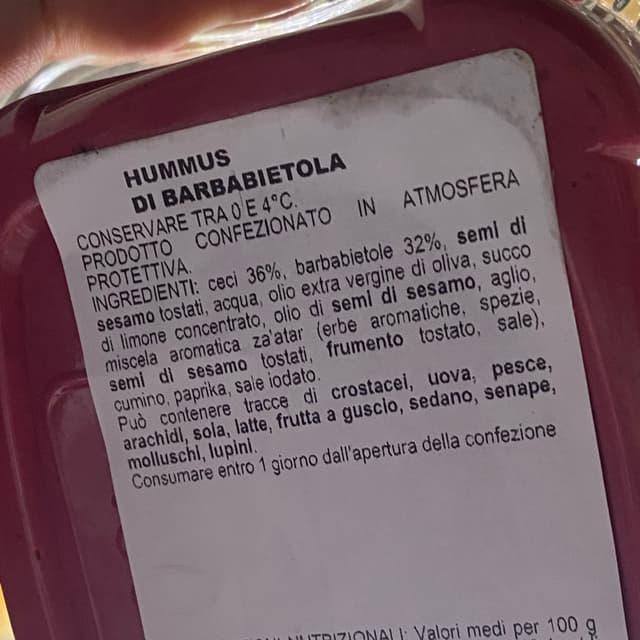 HUMMUS
DI BARBABIETOLA
CONSERVARE TRA 0 E 4°C.
PRODOTTO CONFEZIONATO IN ATMOSFERA
PROTETTIVA.
INGREDIENTI: ceci 36%, barbabietole 32%, semi di
sesamo tostati, acqua, olio extra vergine di oliva, succo
di limone concentrato, olio di semi di sesamo, aglio,
miscela aromatica za'atar (erbe aromatiche, spezie,
semi di sesamo tostati, frumento tostato, sale),
cumino, paprika, sale iodato.
Può contenere tracce di crostacei, uova, pesce,
arachidi, soia, latte, frutta a guscio, sedano, senape,
molluschi, lupini.
Consumare entro 1 giorno dall'apertura della confezione
NUTRIZIONALI: Valori medi per 100 g